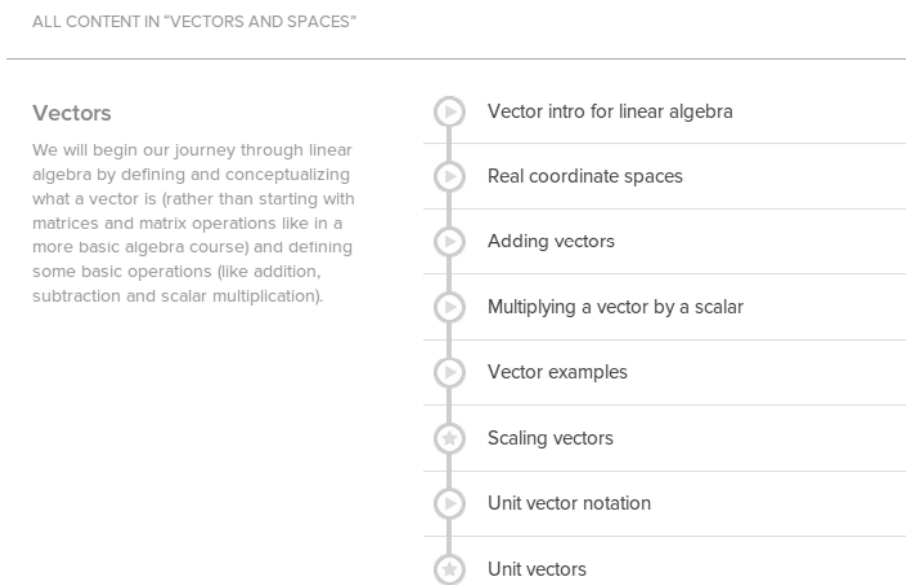 ALL CONTENT IN “VECTORS AND SPACES”
Vectors
We will begin our journey through linear
algebra by defining and conceptualizing
what a vector is (rather than starting with
matrices and matrix operations like in a
more basic algebra course) and defining
some basic operations (like addition,
subtraction and scalar multiplication).
Vector intro for linear algebra
Real coordinate spaces
Adding vectors
Multiplying a vector by a scalar
Vector examples
Scaling vectors
Unit vector notation
Unit vectors